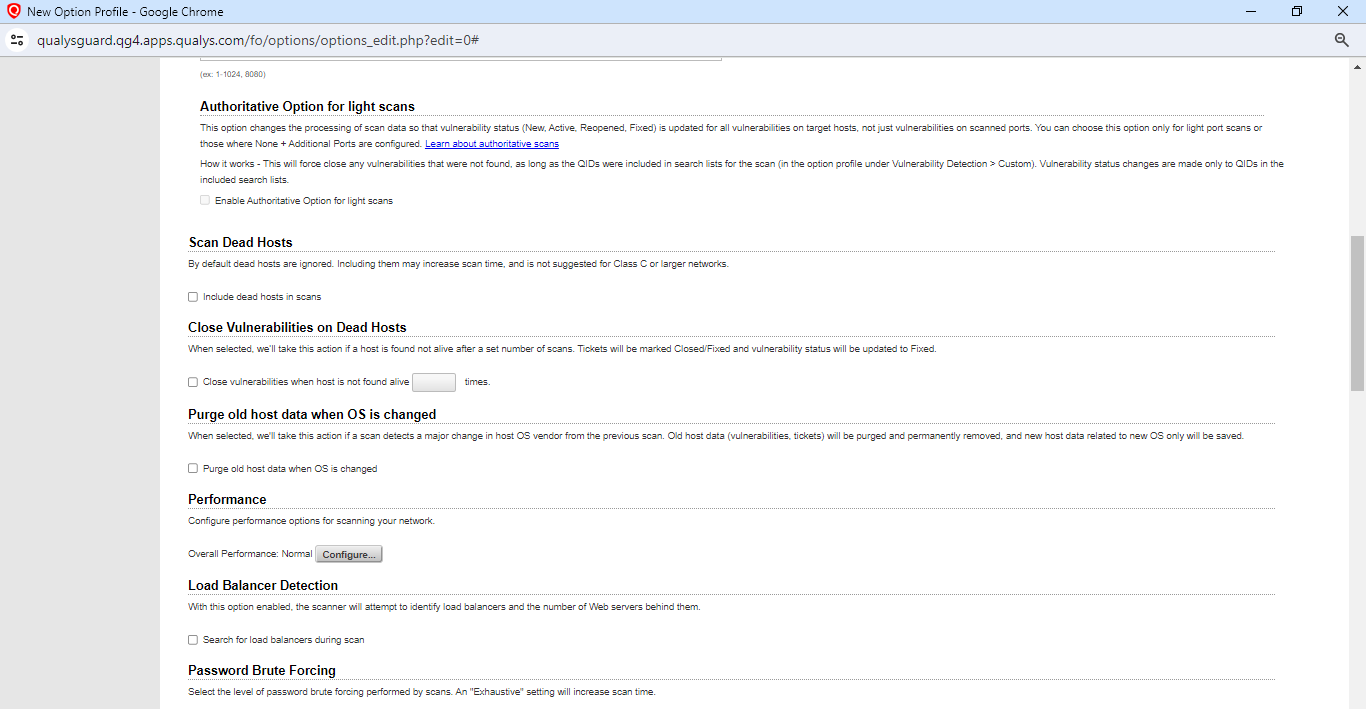 New Option Profile - Google Chrome
qualysguard.qg4.apps.qualys.com/fo/options/options_edit.php?edit=0#
(ex: 1-1024, 8080)
Authoritative Option for light scans
This option changes the processing of scan data so that vulnerability status (New, Active, Reopened, Fixed) is updated for all vulnerabilities on target hosts, not just vulnerabilities on scanned ports. You can choose this option only for light port scans or
those where None + Additional Ports are configured. Learn about authoritative scans
How it works - This will force close any vulnerabilities that were not found, as long as the QIDs were included in search lists for the scan (in the option profile under Vulnerability Detection > Custom). Vulnerability status changes are made only to QIDs in the
included search lists.
Enable Authoritative Option for light scans
Scan Dead Hosts
By default dead hosts are ignored. Including them may increase scan time, and is not suggested for Class C or larger networks.
Include dead hosts in scans
Close Vulnerabilities on Dead Hosts
When selected, we'll take this action if a host is found not alive after a set number of scans. Tickets will be marked Closed/Fixed and vulnerability status will be updated to Fixed.
Close vulnerabilities when host is not found alive times.
Purge old host data when OS is changed
When selected, we'll take this action if a scan detects a major change in host OS vendor from the previous scan. Old host data (vulnerabilities, tickets) will be purged and permanently removed, and new host data related to new OS only will be saved.
Purge old host data when OS is changed
Performance
Configure performance options for scanning your network.
Overall Performance: Normal Configure...
Load Balancer Detection
With this option enabled, the scanner will attempt to identify load balancers and the number of Web servers behind them.
Search for load balancers during scan
Password Brute Forcing
Select the level of password brute forcing performed by scans. An "Exhaustive" setting will increase scan time.